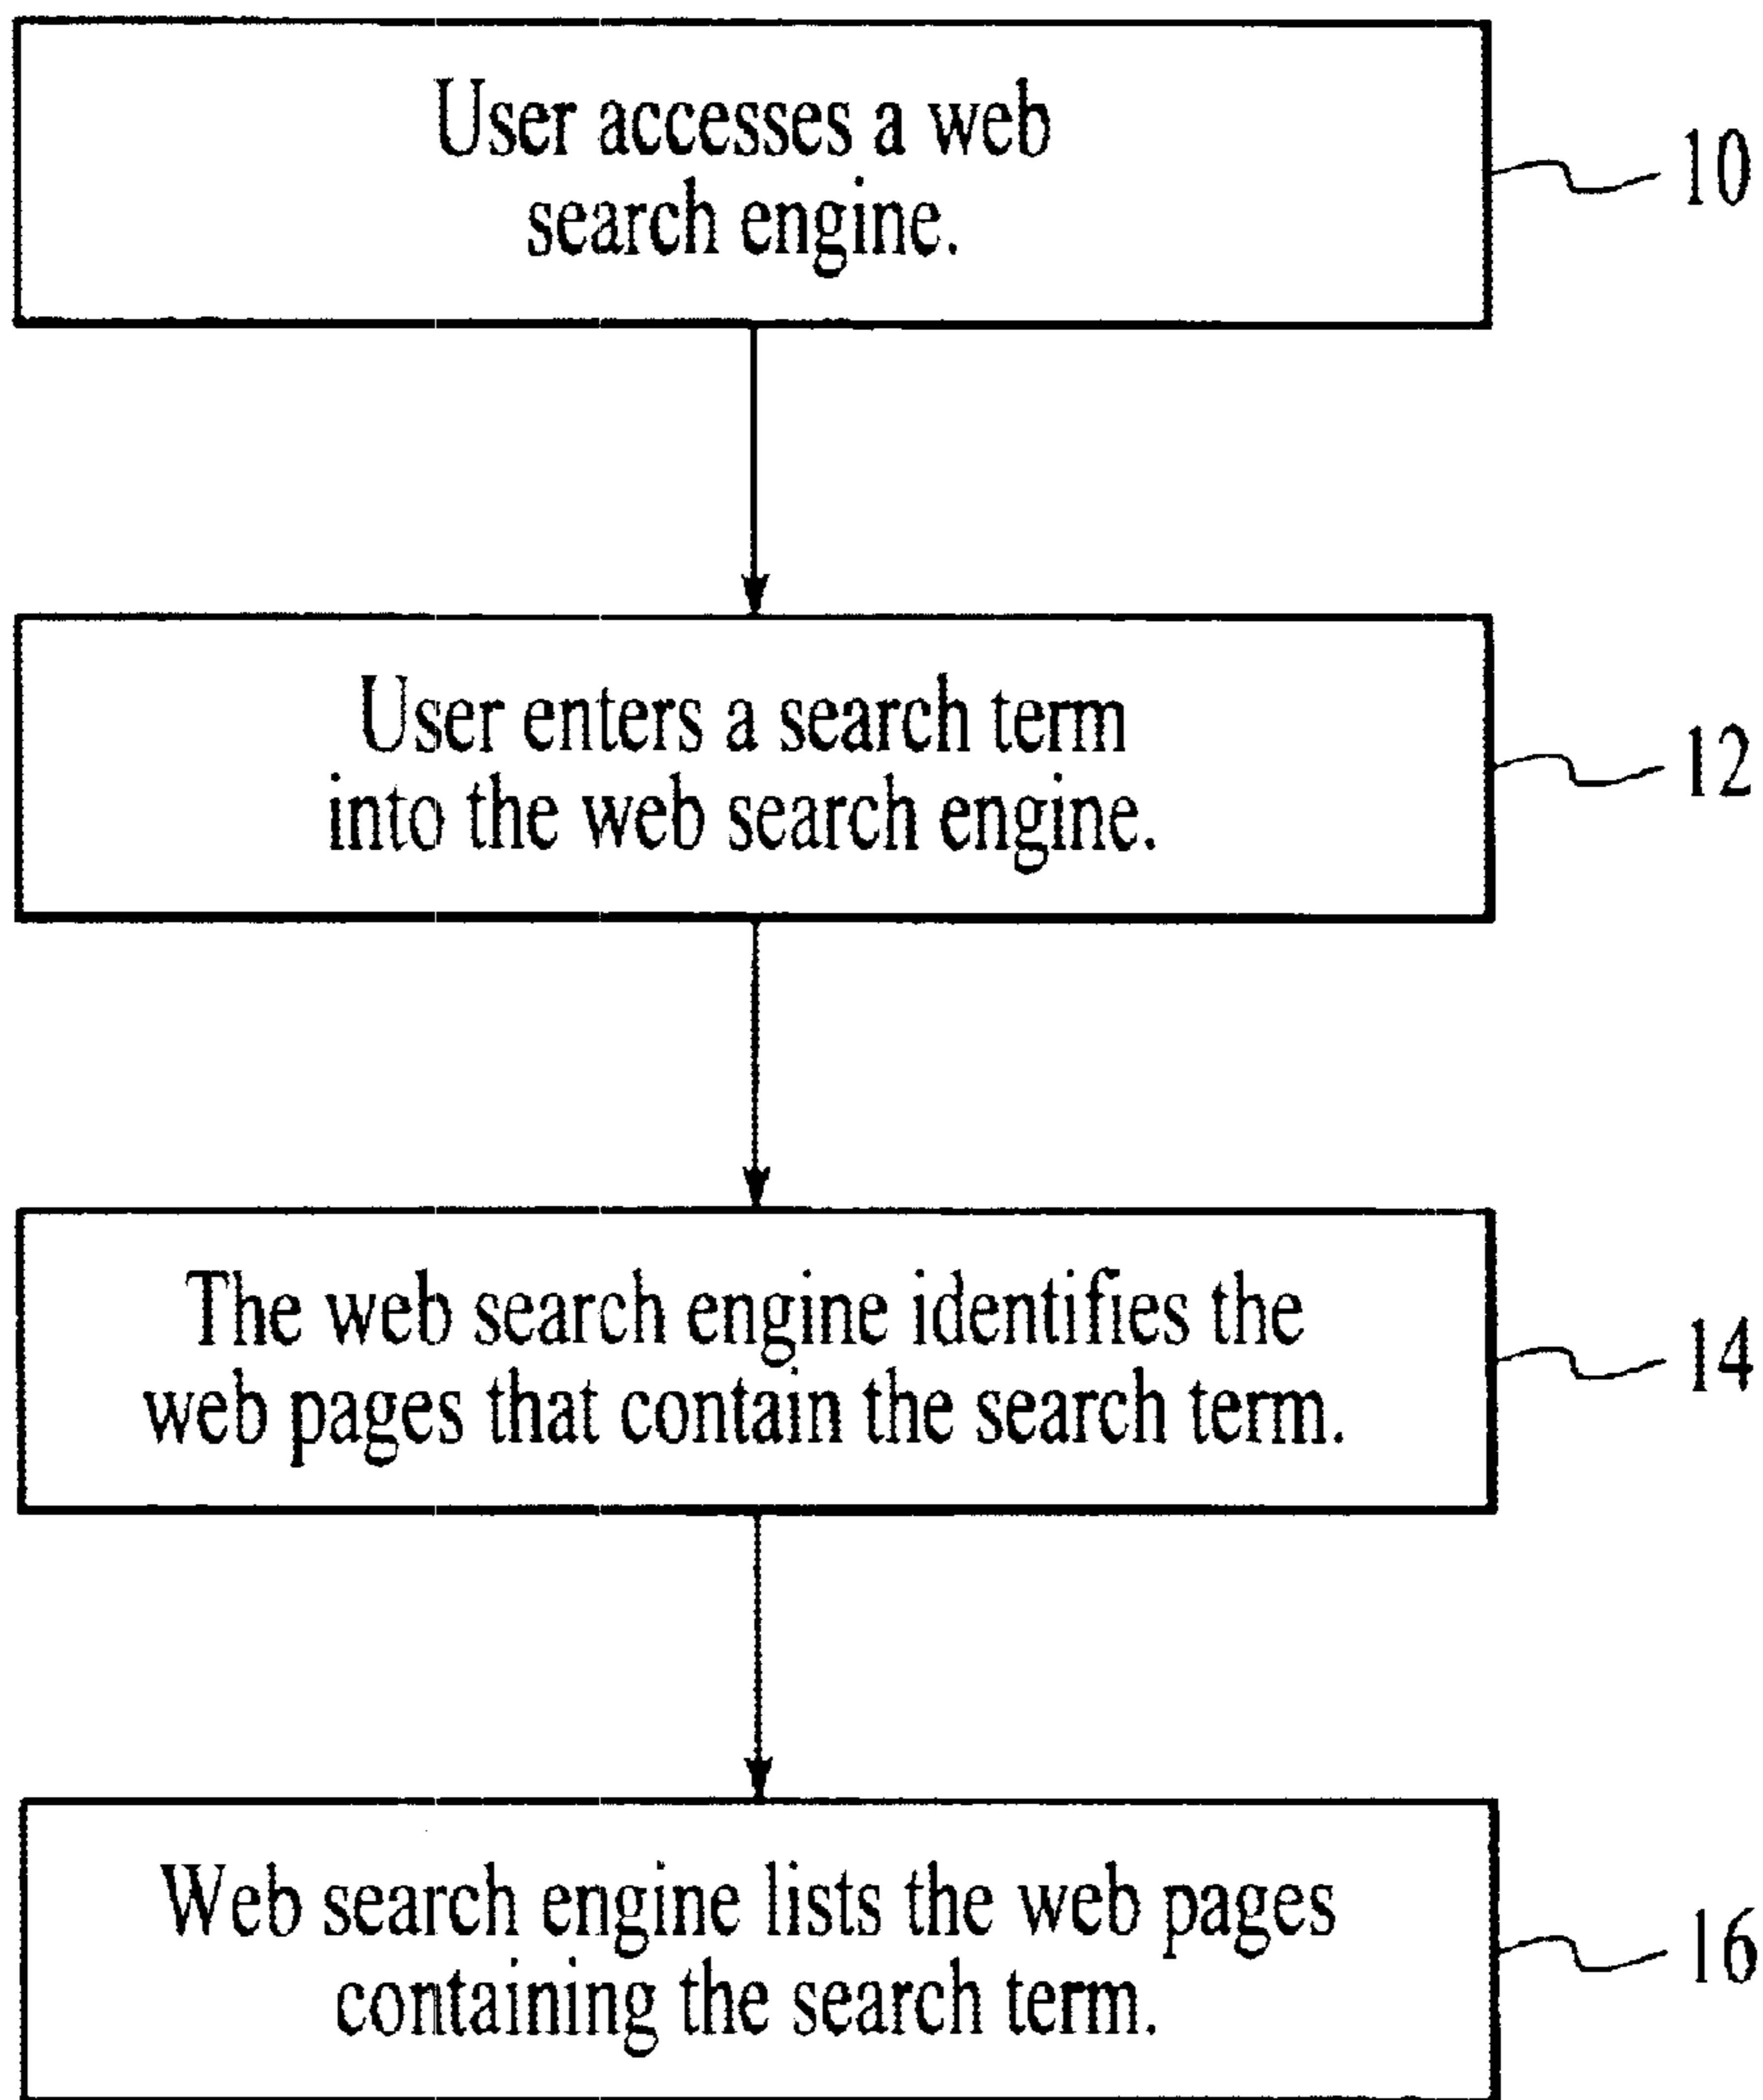 User accesses a web
search engine.
10
User enters a search term
into the web search engine.
12
The web search engine identifies the
web pages that contain the search term.
14
Web search engine lists the web pages
containing the search term.
16